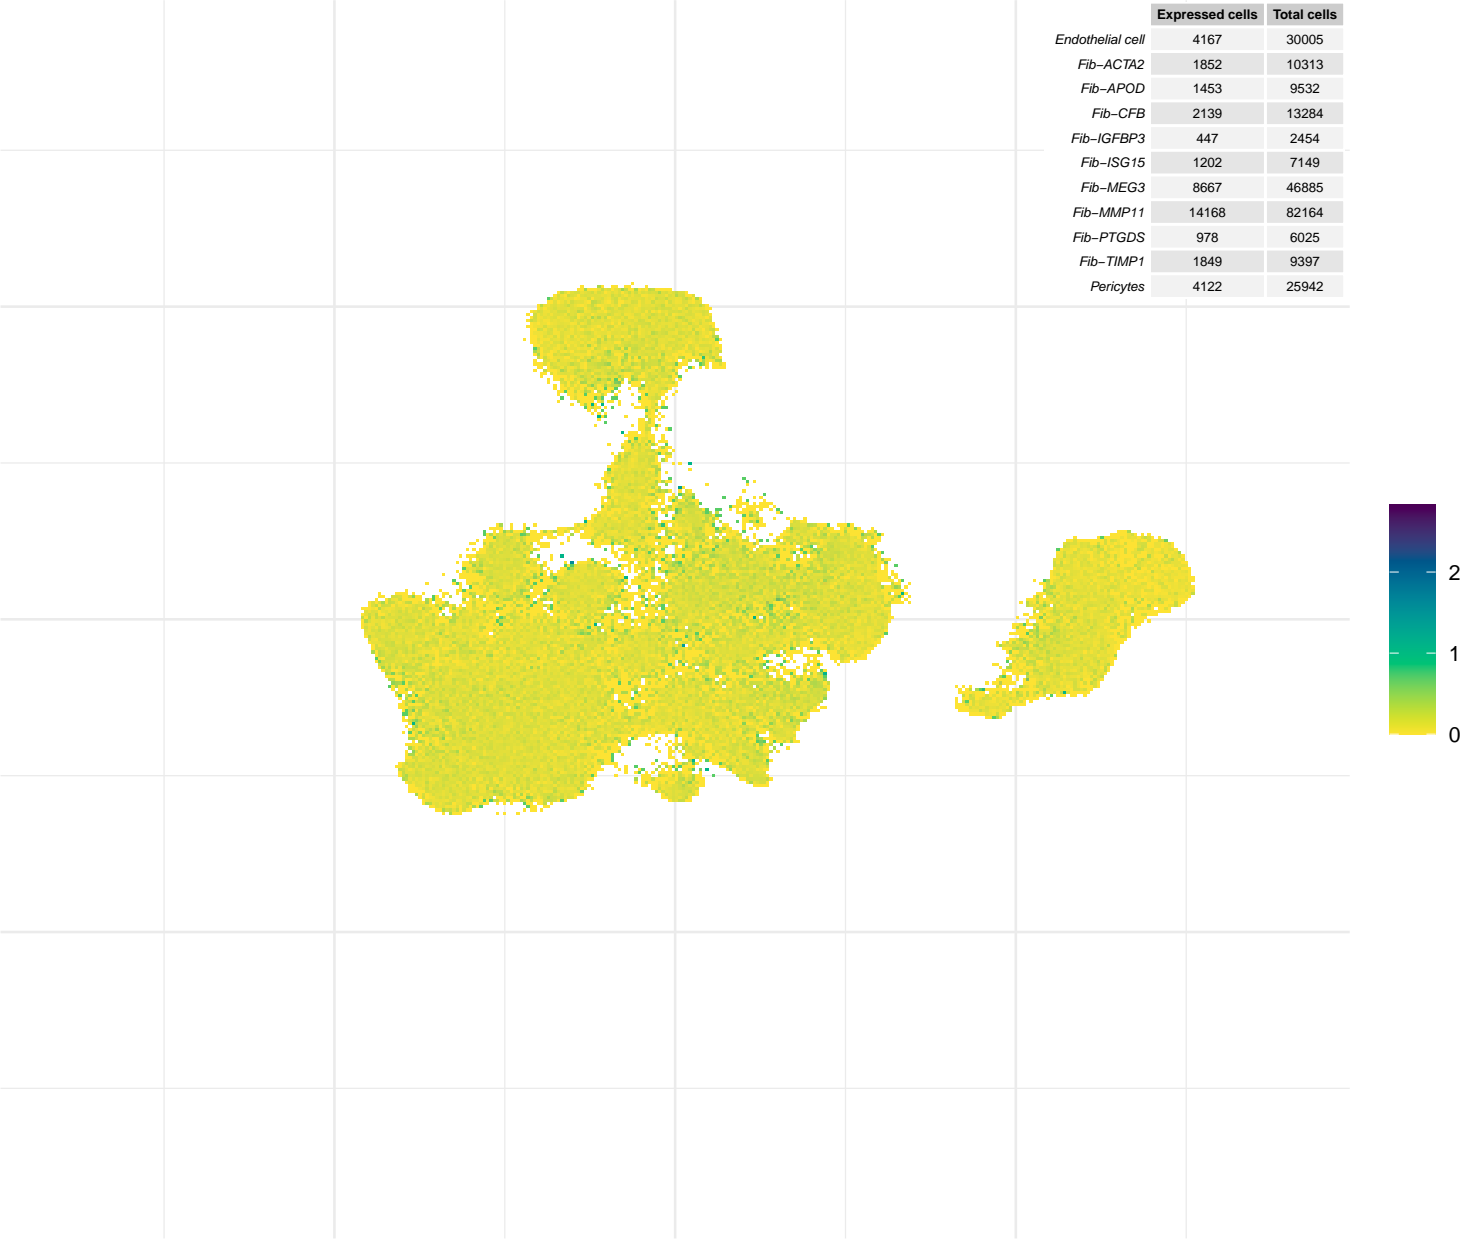 Expressed cells Total cells
Endothelial cell 4167 30005
Fib−ACTA2 1852 10313
Fib−APOD 1453 9532
Fib−CFB 2139 13284
Fib−IGFBP3 447 2454
Fib−ISG15 1202 7149
Fib−MEG3 8667 46885
Fib−MMP11 14168 82164
Fib−PTGDS 978 6025
Fib−TIMP1 1849 9397
Pericytes 4122 25942
2
1
0